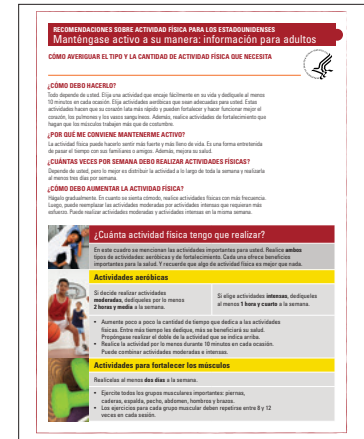 RECOMENDACIONES SOBRE ACTIVIDAD FÍSICA PARA LOS ESTADOUNIDENSES
Manténgase activo a su manera: información para adultos
CÓMO AVERIGUAR EL TIPO Y LA CANTIDAD DE ACTIVIDAD FÍSICA QUE NECESITA
¿CÓMO DEBO HACERLO?
Todo depende de usted. Elija una actividad que encaje fácilmente en su vida y dedíquele al menos
10 minutos en cada ocasión. Elija actividades aeróbicas que sean adecuadas para usted. Estas
actividades hacen que su corazón lata más rápido y pueden fortalecer y hacer funcionar mejor el
corazón, los pulmones y los vasos sanguíneos. Además, realice actividades de fortalecimiento que
hagan que los músculos trabajen más que de costumbre.
¿POR QUÉ ME CONVIENE MANTENERME ACTIVO?
La actividad física puede hacerlo sentir más fuerte y más lleno de vida. Es una forma entretenida
de pasar el tiempo con sus familiares o amigos. Además, mejora su salud.
¿CUÁNTAS VECES POR SEMANA DEBO REALIZAR ACTIVIDADES FÍSICAS?
Depende de usted, pero lo mejor es distribuir la actividad a lo largo de toda la semana y realizarla
al menos tres días por semana.
¿CÓMO DEBO AUMENTAR LA ACTIVIDAD FÍSICA?
Hágalo gradualmente. En cuanto se sienta cómodo, realice actividades físicas con más frecuencia.
Luego, puede reemplazar las actividades moderadas por actividades intensas que requieren más
esfuerzo. Puede realizar actividades moderadas y actividades intensas en la misma semana.
¿Cuánta actividad física tengo que realizar?
En este cuadro se mencionan las actividades importantes para usted. Realice ambos
tipos de actividades: aeróbicas y de fortalecimiento. Cada una ofrece beneficios
importantes para la salud. Y recuerde que algo de actividad física es mejor que nada.
Actividades aeróbicas
Si decide realizar actividades
moderadas, dedíqueles por lo menos
2 horas y media a la semana.
Si elige actividades intensas, dedíqueles
al menos 1 hora y cuarto a la semana.
• Aumente poco a poco la cantidad de tiempo que dedica a las actividades
físicas. Entre más tiempo les dedique, más se beneficiará su salud.
Propóngase realizar el doble de la actividad que se indica arriba.
• Realice la actividad por lo menos durante 10 minutos en cada ocasión.
Puede combinar actividades moderadas e intensas.
Actividades para fortalecer los músculos
Realícelas al menos dos días a la semana.
• Ejercite todos los grupos musculares importantes: piernas,
caderas, espalda, pecho, abdomen, hombros y brazos.
• Los ejercicios para cada grupo muscular deben repetirse entre 8 y 12
veces en cada sesión.